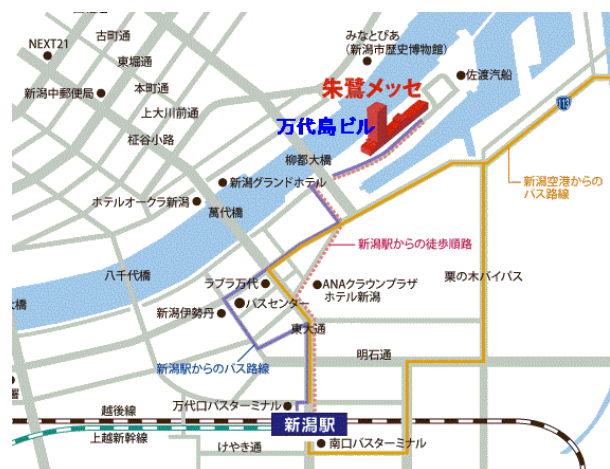 古町通
NEXT21
東堀通
新潟中郵便局
本町通
上大川前通
柾谷小路
みなとぴあ
(新潟市歴史博物館)
佐渡汽船
朱鷺メッセ
万代島ビル
113
柳都大橋
新潟グランドホテル
ホテルオークラ新潟
萬代橋
新潟空港からの
バス路線
新潟駅からの徒歩順路
八千代橋
ラブラ万代
バスセンター
新潟伊勢丹
ANAクラウンプラザ
ホテル新潟
栗の木バイパス
東大通
新潟駅からのバス路線
明石通
万代口バスターミナル
越後線
新潟駅
上越新幹線
けやき通
南口バスターミナル